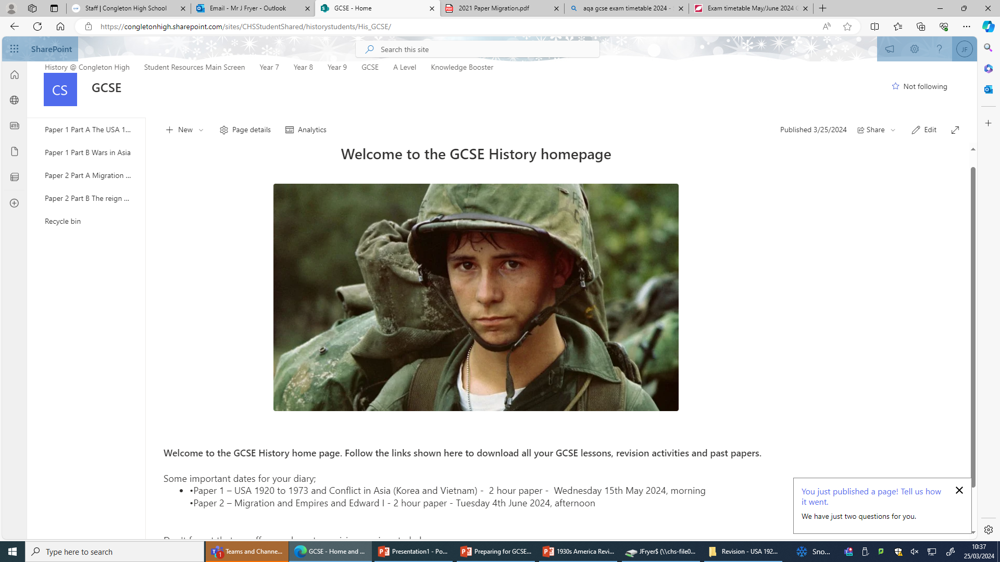 Staff | Congleton High School
Email - Mr J Fryer - Outlook
GCSE - Home
2021 Paper Migration.pdf
aqa gcse exam timetable 2024 -
Exam timetable May/June 2024
https://congletonhigh.sharepoint.com/sites/CHSStudentShared/historystudents/His_GCSE/
SharePoint
Search this site
JF
History @ Congleton High
Student Resources Main Screen
Year 7
Year 8
Year 9
GCSE
A Level
Knowledge Booster
CS
GCSE
Not following
Paper 1 Part A The USA 1...
Paper 1 Part B Wars in Asia
Paper 2 Part A Migration ...
Paper 2 Part B The reign ...
Recycle bin
New
Page details
Analytics
Published 3/25/2024
Share
Edit
Welcome to the GCSE History homepage
Welcome to the GCSE History home page. Follow the links shown here to download all your GCSE lessons, revision activities and past papers.
Some important dates for your diary;
• •Paper 1 – USA 1920 to 1973 and Conflict in Asia (Korea and Vietnam) - 2 hour paper - Wednesday 15th May 2024, morning
•Paper 2 – Migration and Empires and Edward I - 2 hour paper - Tuesday 4th June 2024, afternoon
You just published a page! Tell us how
it went.
We have just two questions for you.
Type here to search
Teams and Channe...
GCSE - Home and ...
Presentation1 - Po...
Preparing for GCSE...
1930s America Revi...
JFryer$ (\\chs-file0...
Revision - USA 192...
Sno...
10:37
25/03/2024